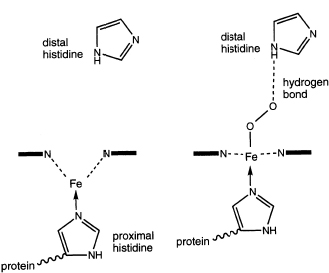 distal
histidine
N
H
N
N
N
Fe
N
NH
proximal
histidine
protein
distal
histidine
N
H
N
hydrogen
bond
O
O
N
Fe
N
N
NH
protein